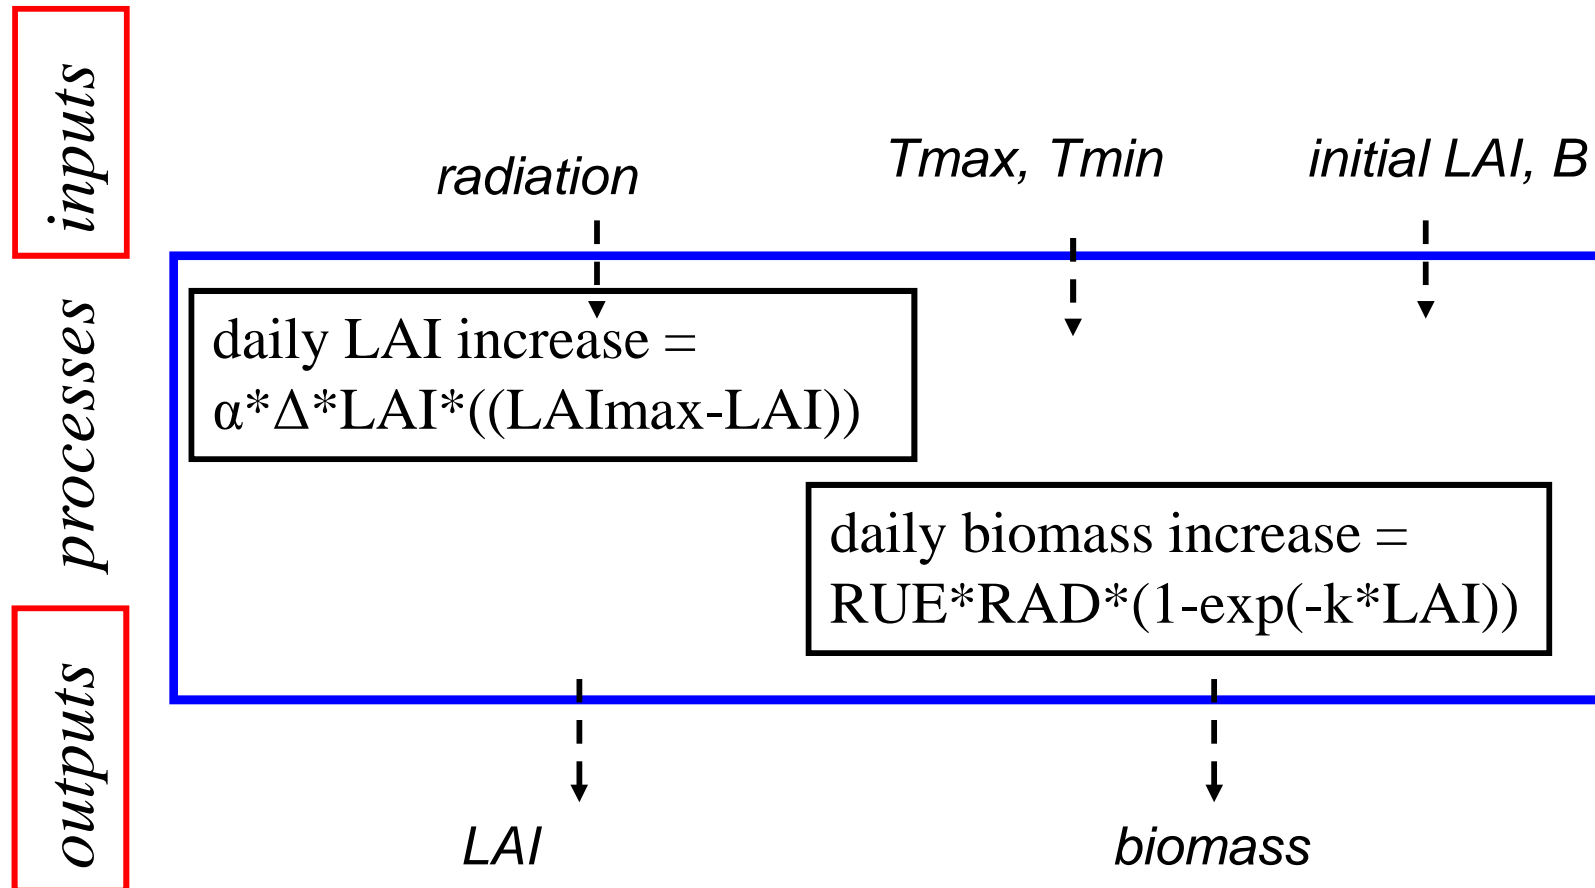 inputs
radiation
Tmax, Tmin
initial LAI, B
processes
daily LAI increase =
α*Δ*LAI*((LAImax-LAI))
daily biomass increase =
RUE*RAD*(1-exp(-k*LAI))
outputs
LAI
biomass